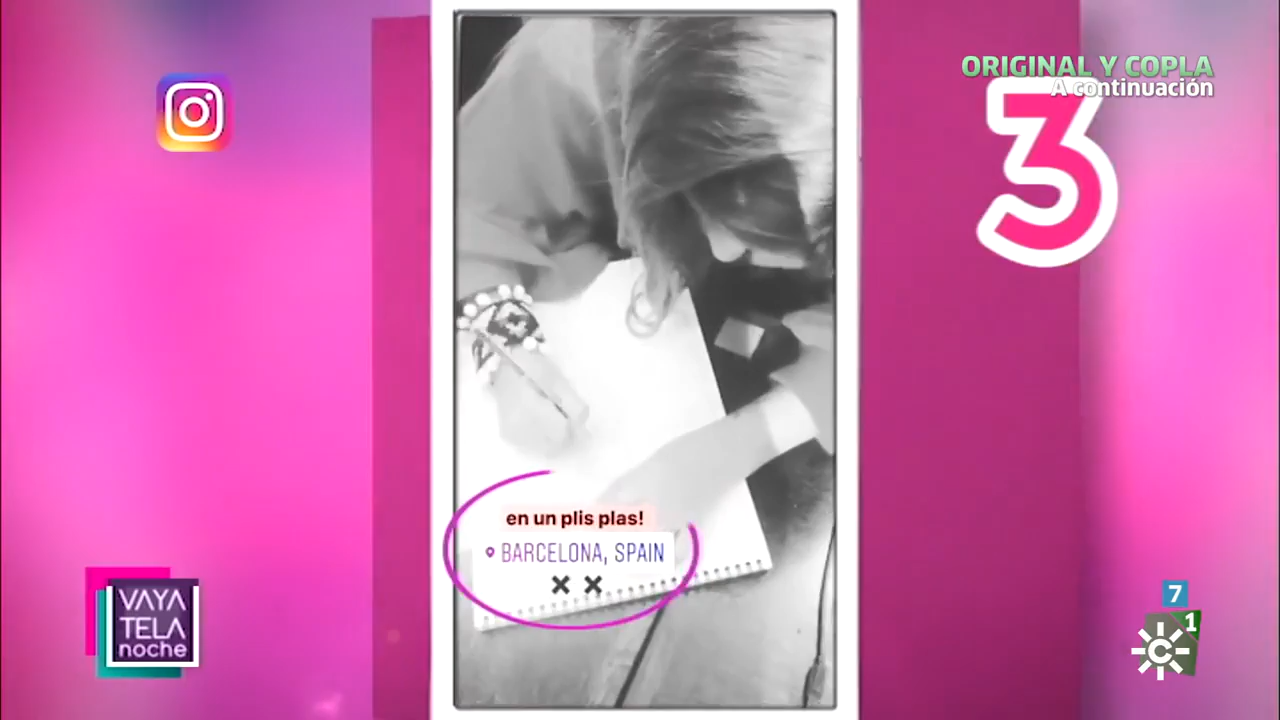 ORIGINAL Y COPLA
A continuación
3
en un plis plas!
BARCELONA, SPAIN
VAYA
TELA
noche
7
1
C